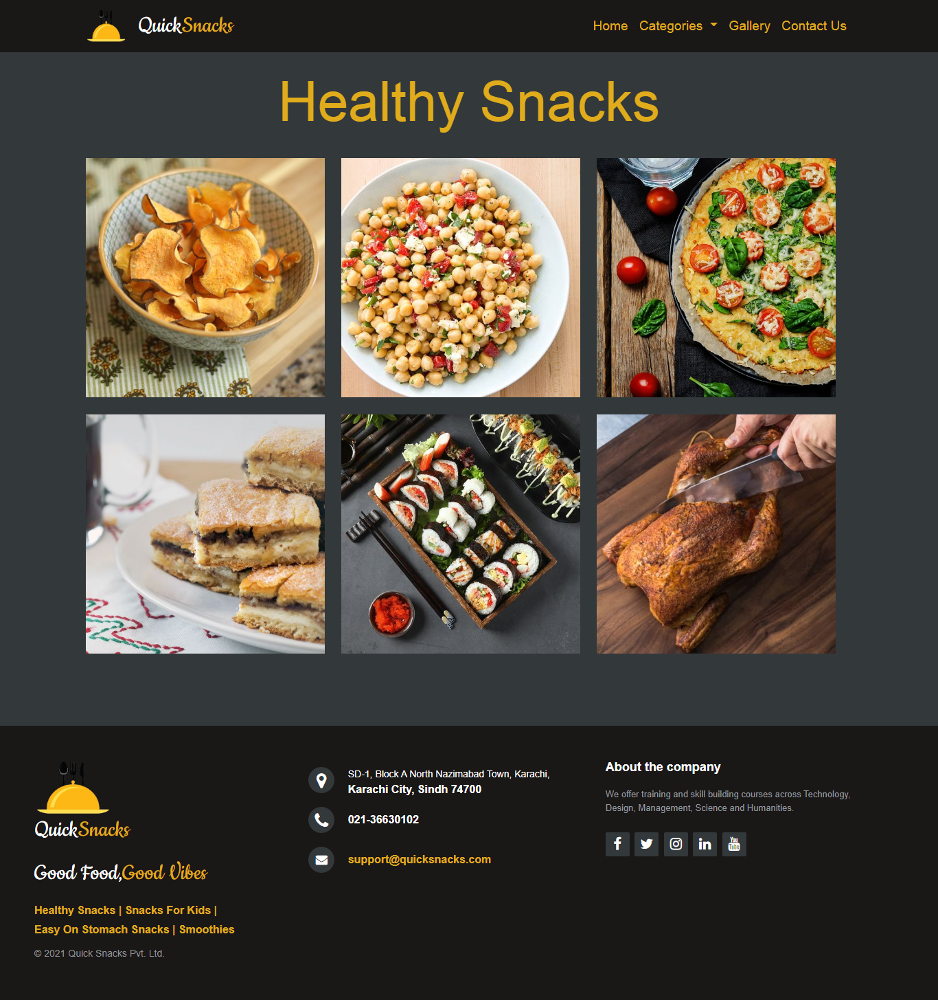 QuickSnacks
Home Categories Gallery Contact Us
Healthy Snacks
QuickSnacks
Good Food,Good Vibes
Healthy Snacks | Snacks For Kids |
Easy On Stomach Snacks | Smoothies
© 2021 Quick Snacks Pvt. Ltd.
SD-1, Block A North Nazimabad Town, Karachi,
Karachi City, Sindh 74700
021-36630102
support@quicksnacks.com
About the company
We offer training and skill building courses across Technology,
Design, Management, Science and Humanities.
You
Tube